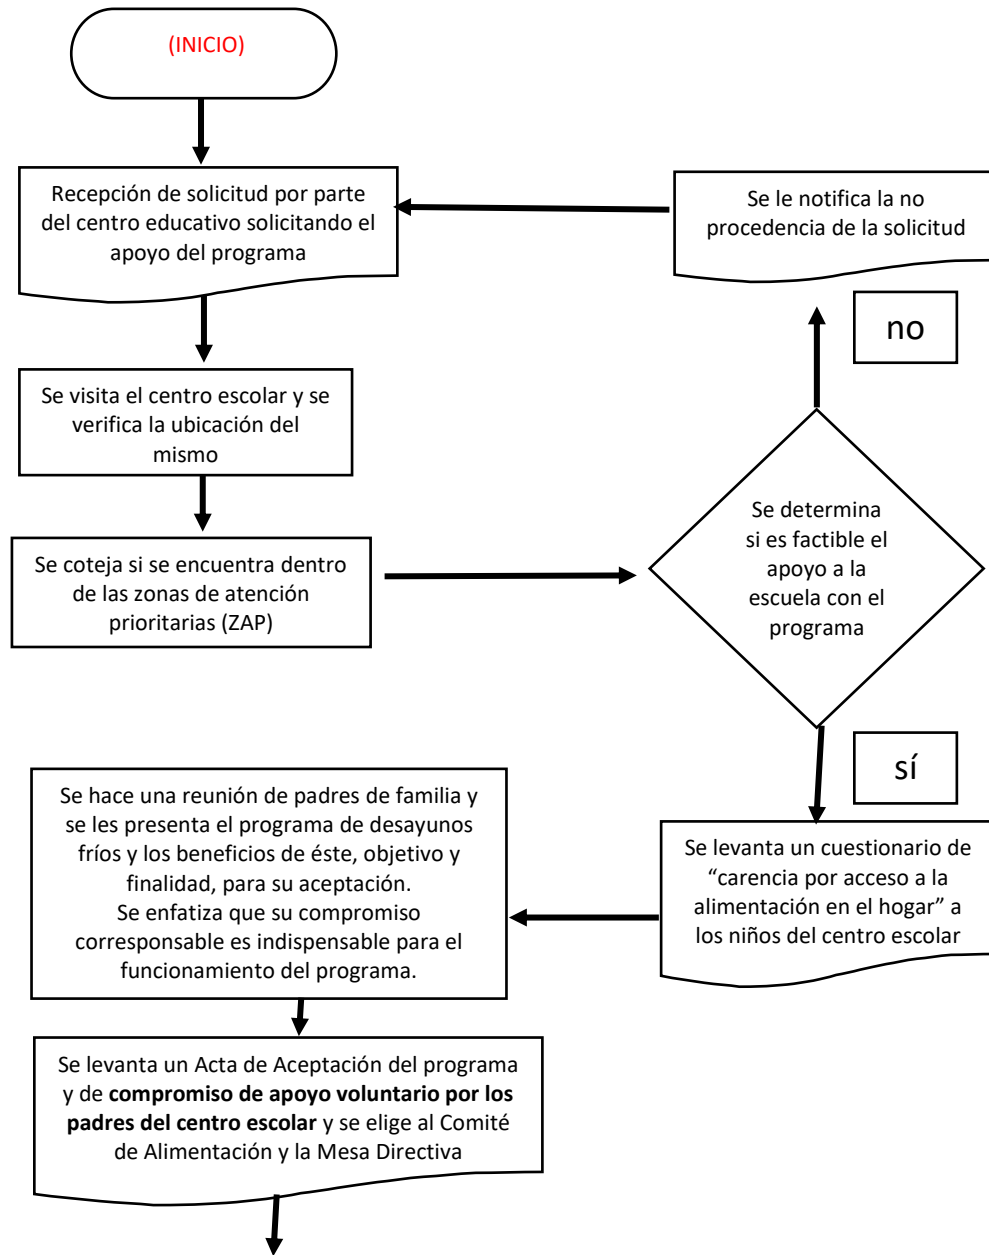 (INICIO)
Recepción de solicitud por parte
del centro educativo solicitando el
apoyo del programa
Se le notifica la no
procedencia de la solicitud
no
Se visita el centro escolar y se
verifica la ubicación del
mismo
Se coteja si se encuentra dentro
de las zonas de atención
prioritarias (ZAP)
Se determina
si es factible el
apoyo a la
escuela con el
programa
sí
Se levanta un cuestionario de
“carencia por acceso a la
alimentación en el hogar” a
los niños del centro escolar
Se hace una reunión de padres de familia y
se les presenta el programa de desayunos
fríos y los beneficios de éste, objetivo y
finalidad, para su aceptación.
Se enfatiza que su compromiso
corresponsable es indispensable para el
funcionamiento del programa.
Se levanta un Acta de Aceptación del programa
y de compromiso de apoyo voluntario por los
padres del centro escolar y se elige al Comité
de Alimentación y la Mesa Directiva